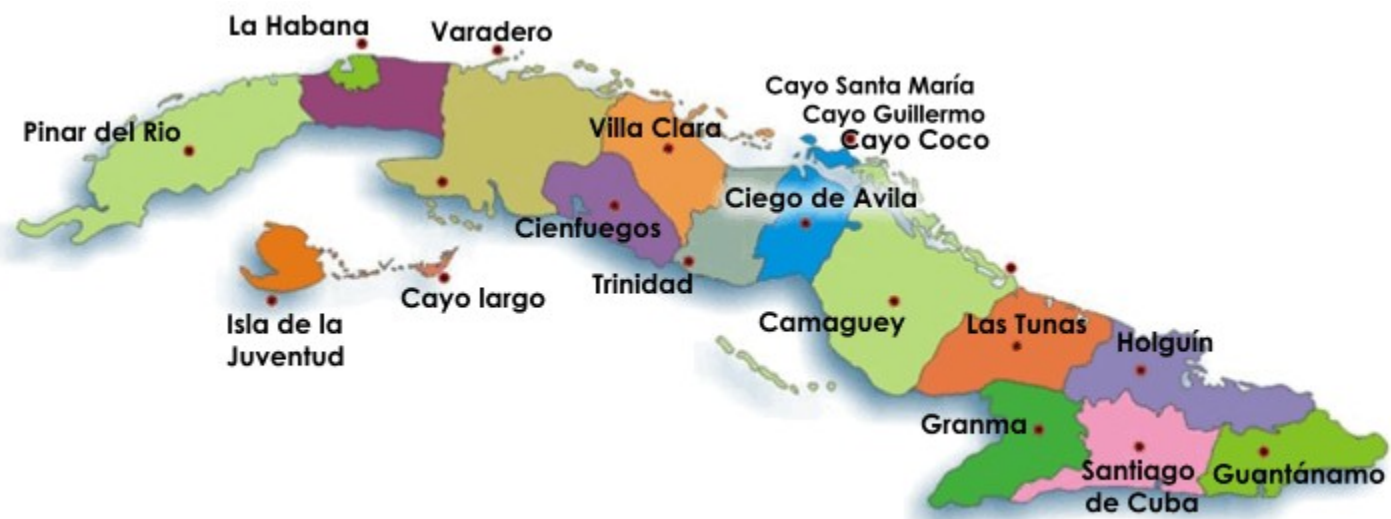 La Habana
Varadero
Cayo Santa María
Cayo Guillermo
Cayo Coco
Pinar del Rio
Villa Clara
Ciego de Avila
Cienfuegos
Trinidad
Cayo largo
Isla de la
Juventud
Camaguey
Las Tunas
Holguín
Granma
Santiago
de Cuba
Guantánamo